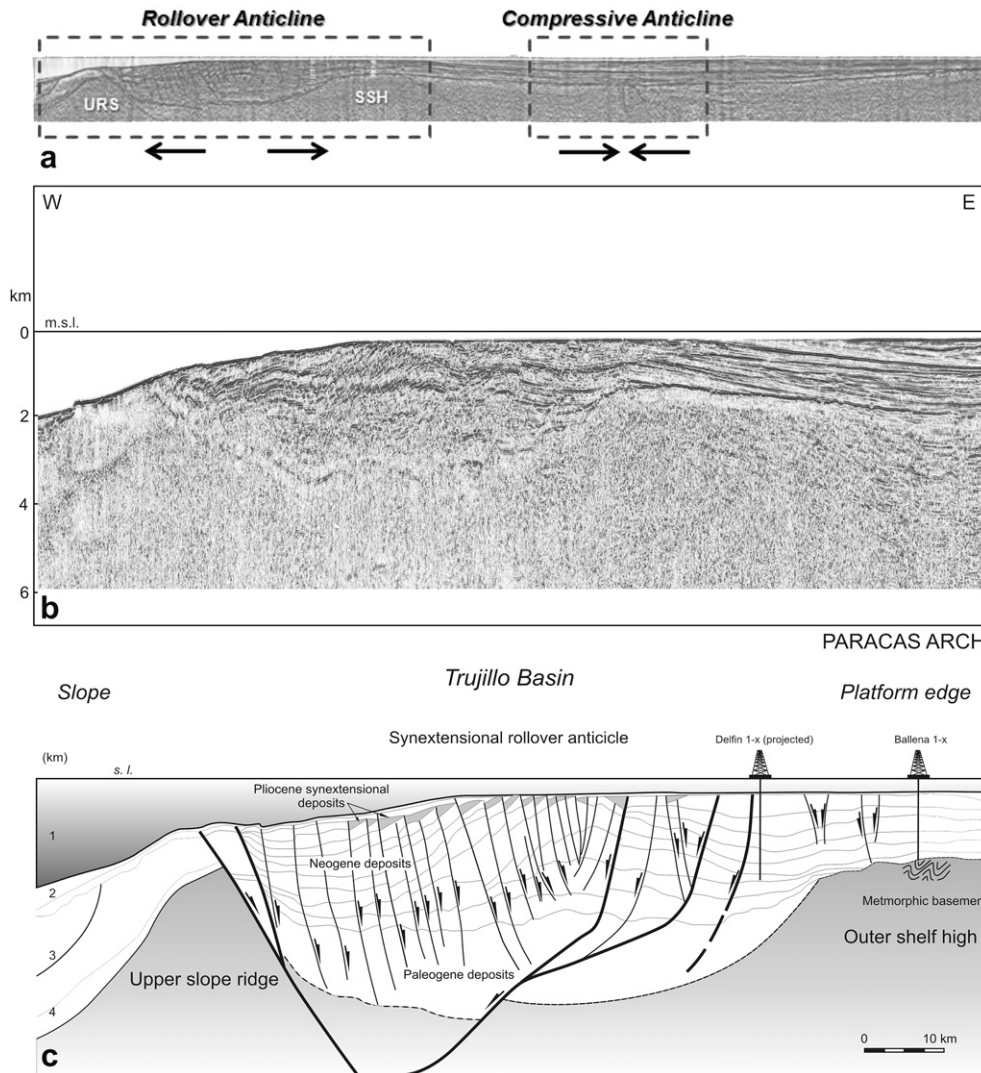 Rollover Anticline
Compressive Anticline
URS
SSH
a
W
E
km
0
m.s.l.
2
4
6
b
PARACAS ARCH
Slope
Trujillo Basin
Platform edge
Synextensional rollover anticicle
Delfin 1-x (projected)
Ballena 1-x
(km)
s. l.
Pliocene synextensional
deposits
1
Neogene deposits
2
Metmorphic basemen
Outer shelf high
3
Paleogene deposits
Upper slope ridge
4
0
10 km
c